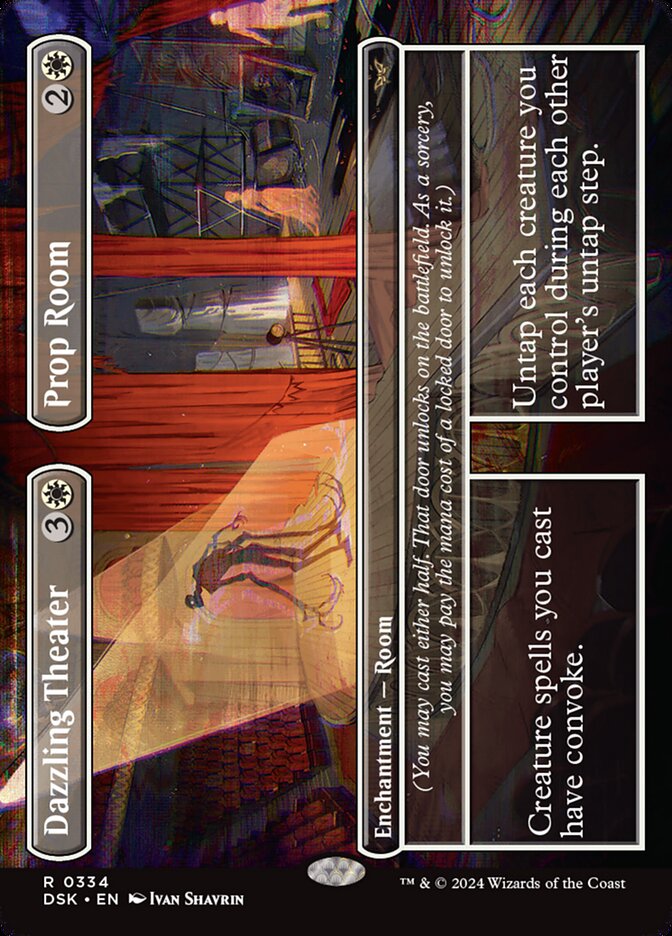 Dazzling Theater 3
Prop Room 2
Enchantment — Room
(You may cast either half. That door unlocks on the battlefield. As a sorcery,
you may pay the mana cost of a locked door to unlock it.)
Creature spells you cast
have convoke.
Untap each creature you
control during each other
player's untap step.
R 0334
DSK • EN Ivan Shavrin
™ & © 2024 Wizards of the Coast